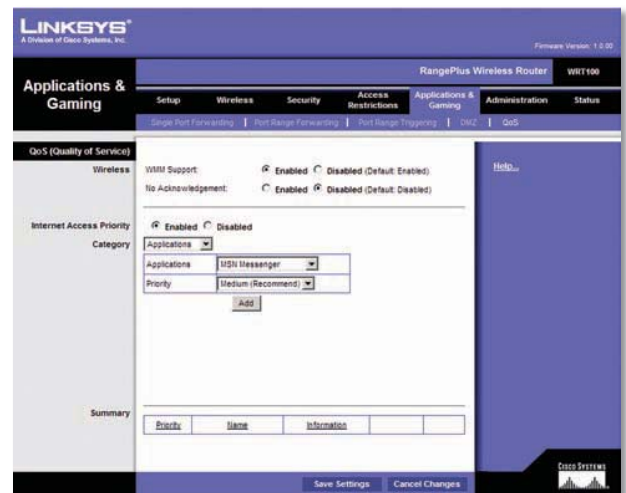 LINKSYS®
A Division of Cisco Systems, Inc.
Firmware Version: 1.0.00
RangePlus Wireless Router WRT100
Applications & Gaming
Setup Wireless Security Access Restrictions Applications & Gaming Administration Status
Single Port Forwarding | Port Range Forwarding | Port Range Triggering | DMZ | QoS
QoS (Quality of Service)
Wireless
WMM Support: Enabled Disabled (Default: Enabled)
No Acknowledgement: Enabled Disabled (Default: Disabled)
Help...
Internet Access Priority Enabled Disabled
Category Applications
Applications MSN Messenger
Priority Medium (Recommend)
Add
Summary
Priority Name Information
Save Settings Cancel Changes
CISCO SYSTEMS